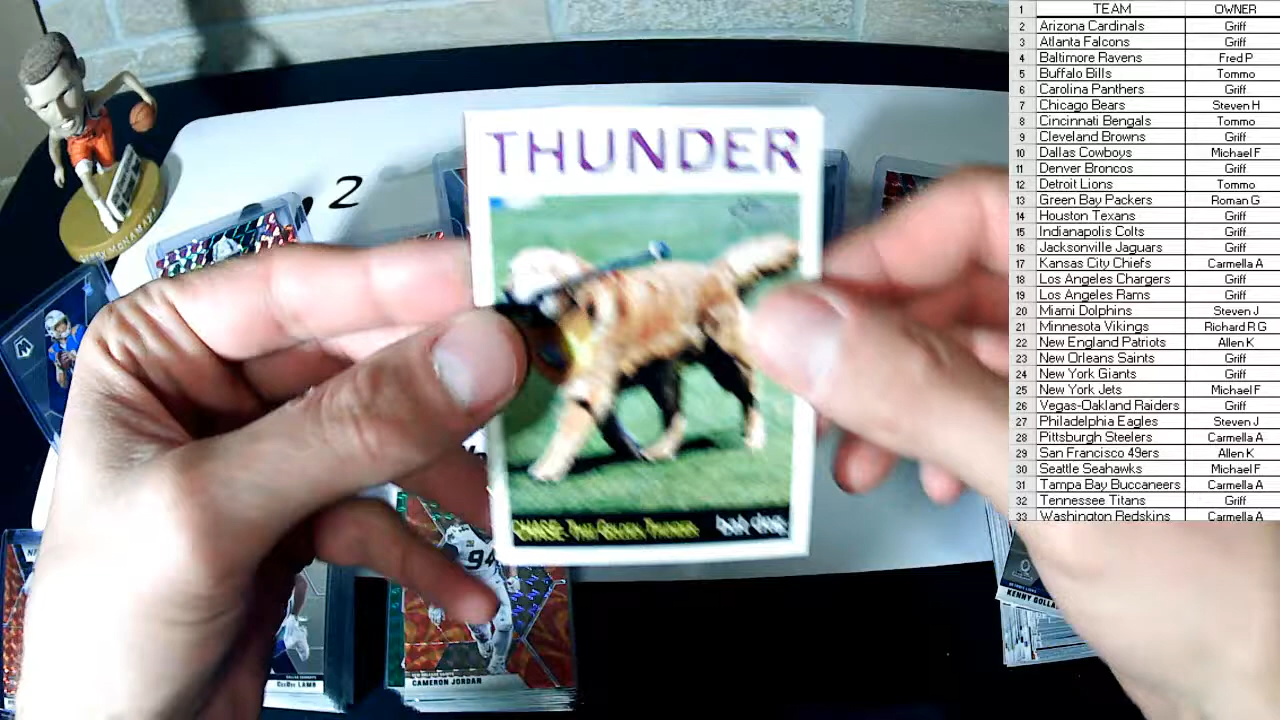 THUNDER
CHASE: THAT GOLDEN THUNDER bat dog
2
94
CAMERON JORDAN
CeeDee LAMB
KENNY GOLLA
1 TEAM OWNER
2 Arizona Cardinals Griff
3 Atlanta Falcons Griff
4 Baltimore Ravens Fred P
5 Buffalo Bills Tommo
6 Carolina Panthers Griff
7 Chicago Bears Steven H
8 Cincinnati Bengals Tommo
9 Cleveland Browns Griff
10 Dallas Cowboys Michael F
11 Denver Broncos Griff
12 Detroit Lions Tommo
13 Green Bay Packers Roman G
14 Houston Texans Griff
15 Indianapolis Colts Griff
16 Jacksonville Jaguars Griff
17 Kansas City Chiefs Carmella A
18 Los Angeles Chargers Griff
19 Los Angeles Rams Griff
20 Miami Dolphins Steven J
21 Minnesota Vikings Richard R G
22 New England Patriots Allen K
23 New Orleans Saints Griff
24 New York Giants Griff
25 New York Jets Michael F
26 Vegas-Oakland Raiders Griff
27 Philadelphia Eagles Steven J
28 Pittsburgh Steelers Carmella A
29 San Francisco 49ers Allen K
30 Seattle Seahawks Michael F
31 Tampa Bay Buccaneers Carmella A
32 Tennessee Titans Griff
33 Washington Redskins Carmella A